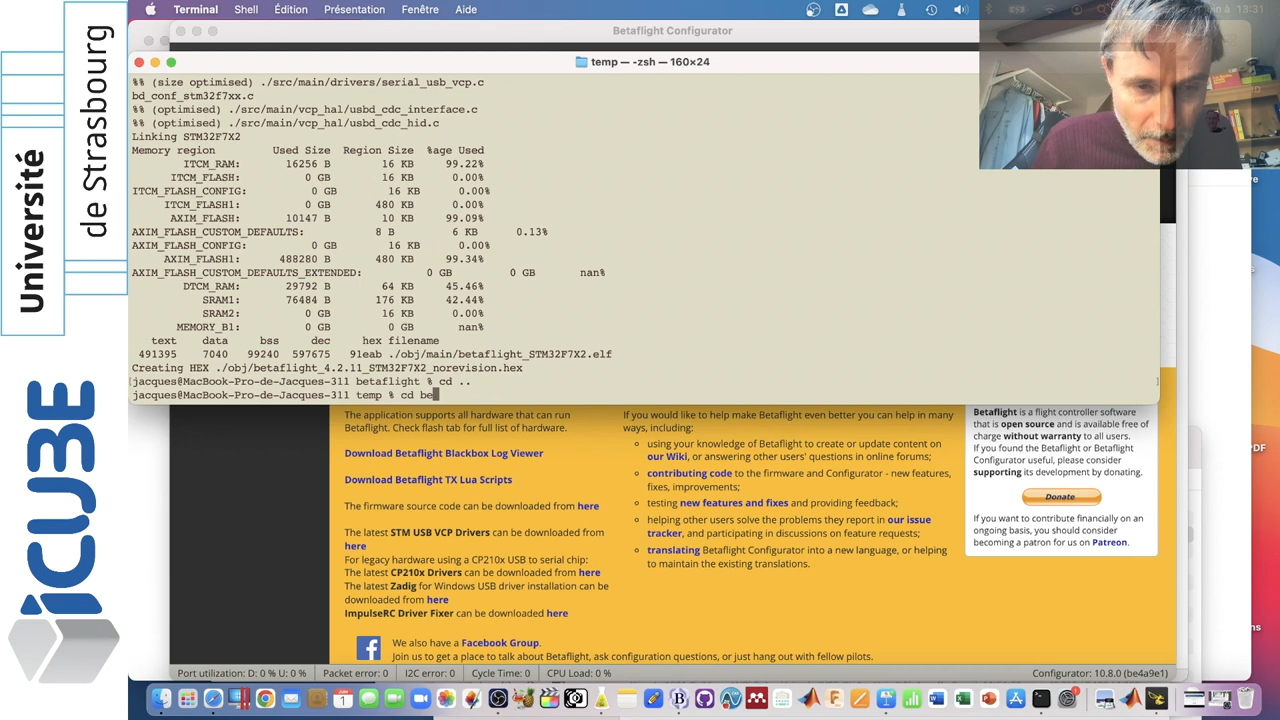 Terminal Shell Édition Présentation Fenêtre Aide
13:31
Betaflight Configurator
temp — -zsh — 160×24
%% (size optimised) ./src/main/drivers/serial_usb_vcp.c
bd_conf_stm32f7xx.c
%% (optimised) ./src/main/vcp_hal/usbd_cdc_interface.c
%% (optimised) ./src/main/vcp_hal/usbd_cdc_hid.c
Linking STM32F7X2
Memory region Used Size Region Size %age Used
ITCM_RAM: 16256 B 16 KB 99.22%
ITCM_FLASH: 0 GB 16 KB 0.00%
ITCM_FLASH_CONFIG: 0 GB 16 KB 0.00%
ITCM_FLASH1: 0 GB 480 KB 0.00%
AXIM_FLASH: 10147 B 10 KB 99.09%
AXIM_FLASH_CUSTOM_DEFAULTS: 8 B 6 KB 0.13%
AXIM_FLASH_CONFIG: 0 GB 16 KB 0.00%
AXIM_FLASH1: 488280 B 480 KB 99.34%
AXIM_FLASH_CUSTOM_DEFAULTS_EXTENDED: 0 GB 0 GB nan%
DTCM_RAM: 29792 B 64 KB 45.46%
SRAM1: 76484 B 176 KB 42.44%
SRAM2: 0 GB 16 KB 0.00%
MEMORY_B1: 0 GB 0 GB nan%
text data bss dec hex filename
491395 7040 99240 597675 91eab ./obj/main/betaflight_STM32F7X2.elf
Creating HEX ./obj/betaflight_4.2.11_STM32F7X2_norevision.hex
[jacques@MacBook-Pro-de-Jacques-311 betaflight % cd .. ]
jacques@MacBook-Pro-de-Jacques-311 temp % cd be
The application supports all hardware that can run
Betaflight. Check flash tab for full list of hardware.
Download Betaflight Blackbox Log Viewer
Download Betaflight TX Lua Scripts
The firmware source code can be downloaded from here
The latest STM USB VCP Drivers can be downloaded from
here
For legacy hardware using a CP210x USB to serial chip:
The latest CP210x Drivers can be downloaded from here
The latest Zadig for Windows USB driver installation can be
downloaded from here
ImpulseRC Driver Fixer can be downloaded here
If you would like to help make Betaflight even better you can help in many
ways, including:
using your knowledge of Betaflight to create or update content on
our Wiki, or answering other users' questions in online forums;
contributing code to the firmware and Configurator - new features,
fixes, improvements;
testing new features and fixes and providing feedback;
helping other users solve the problems they report in our issue
tracker, and participating in discussions on feature requests;
translating Betaflight Configurator into a new language, or helping
to maintain the existing translations.
Betaflight is a flight controller software
that is open source and is available free of
charge without warranty to all users.
If you found the Betaflight or Betaflight
Configurator useful, please consider
supporting its development by donating.
Donate
If you want to contribute financially on an
ongoing basis, you should consider
becoming a patron for us on Patreon.
We also have a Facebook Group.
Join us to get a place to talk about Betaflight, ask configuration questions, or just hang out with fellow pilots.
Port utilization: D: 0 % U: 0 % Packet error: 0 I2C error: 0 Cycle Time: 0 CPU Load: 0 % Configurator: 10.8.0 (be4a9e1)
Université
de Strasbourg
iCUBE